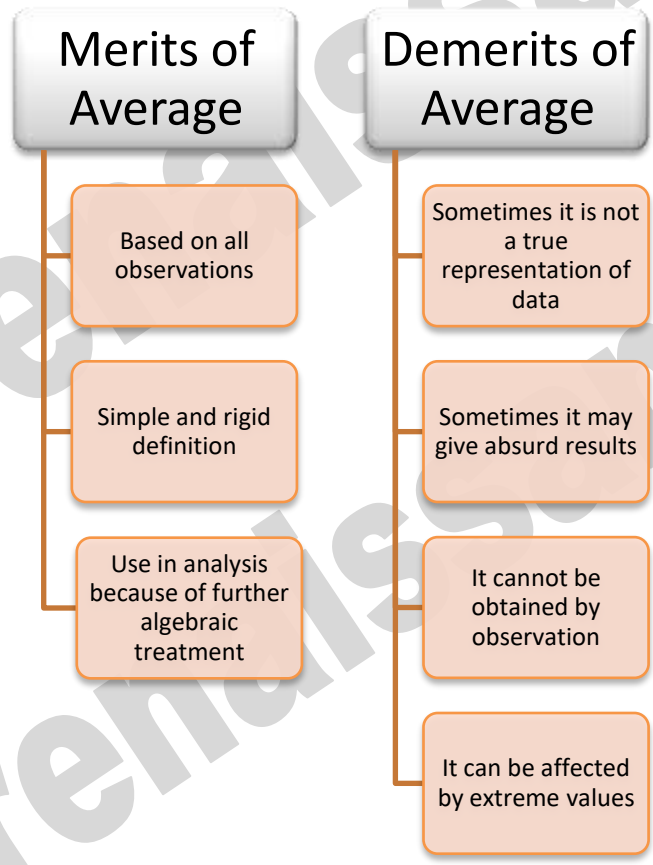 Merits of
Average
Based on all
observations
Simple and rigid
definition
Use in analysis
because of further
algebraic
treatment
Demerits of
Average
Sometimes it is not
a true
representation of
data
Sometimes it may
give absurd results
It cannot be
obtained by
observation
It can be affected
by extreme values